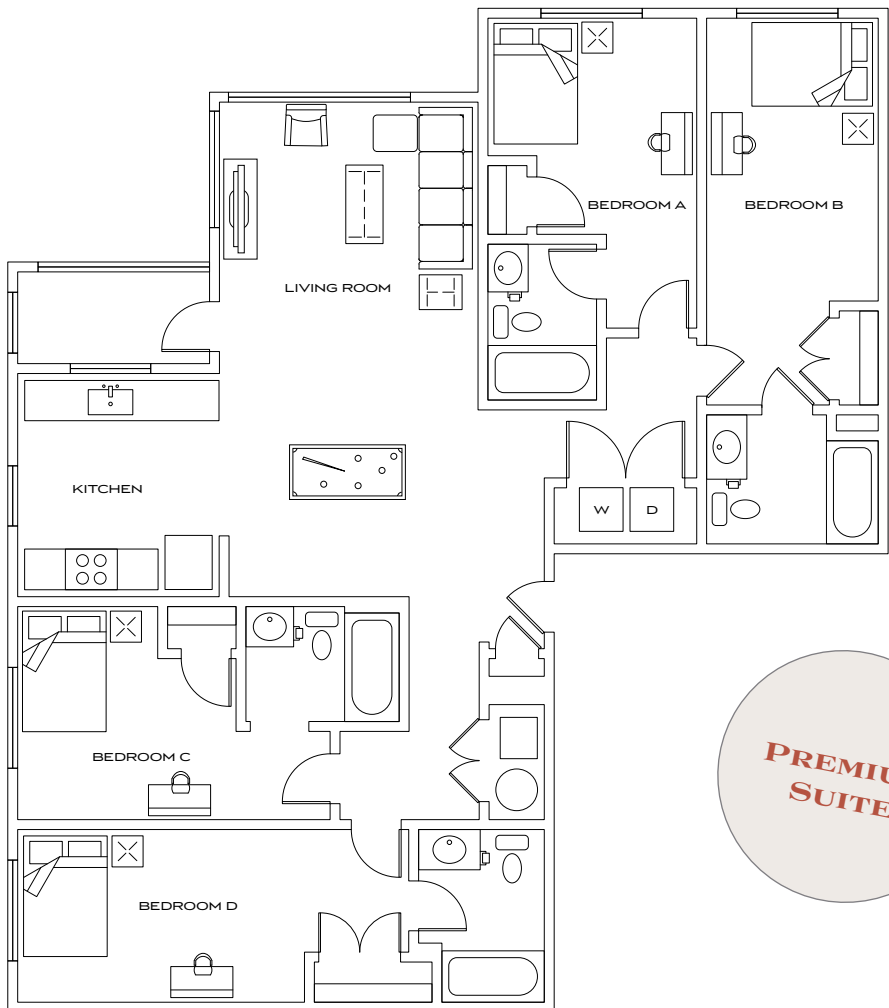 BEDROOM A
BEDROOM B
LIVING ROOM
KITCHEN
W
D
BEDROOM C
PREMIU
SUITE
BEDROOM D